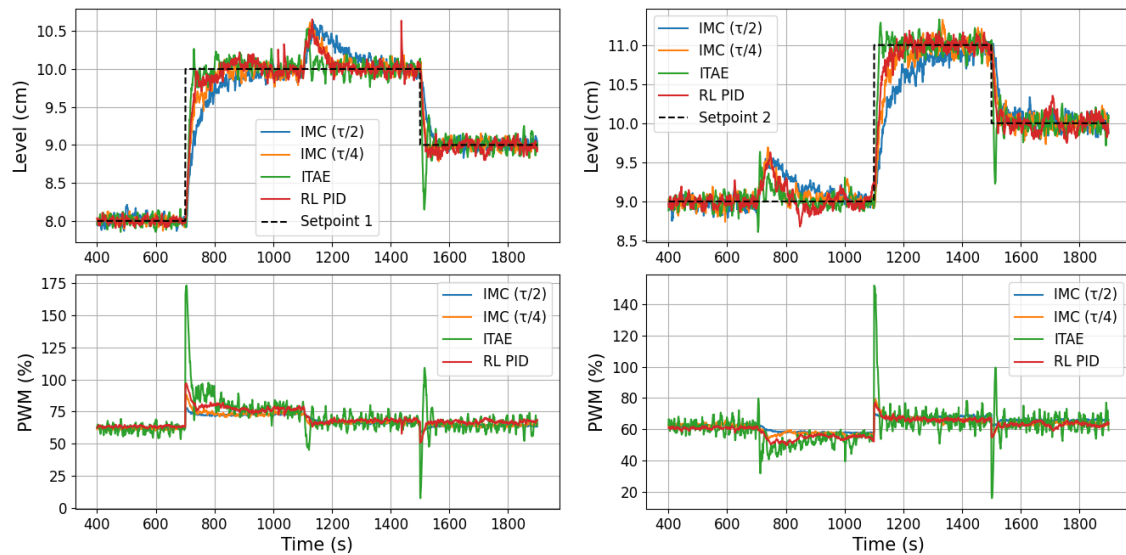 10.5
10.0
9.5
9.0
8.5
8.0
Level (cm)
IMC (τ/2)
IMC (τ/4)
ITAE
RL PID
Setpoint 1
400 600 800 1000 1200 1400 1600 1800
11.0
10.5
10.0
9.5
9.0
8.5
Level (cm)
IMC (τ/2)
IMC (τ/4)
ITAE
RL PID
Setpoint 2
400 600 800 1000 1200 1400 1600 1800
175
150
125
100
75
50
25
0
PWM (%)
IMC (τ/2)
IMC (τ/4)
ITAE
RL PID
400 600 800 1000 1200 1400 1600 1800
Time (s)
140
120
100
80
60
40
20
PWM (%)
IMC (τ/2)
IMC (τ/4)
ITAE
RL PID
400 600 800 1000 1200 1400 1600 1800
Time (s)